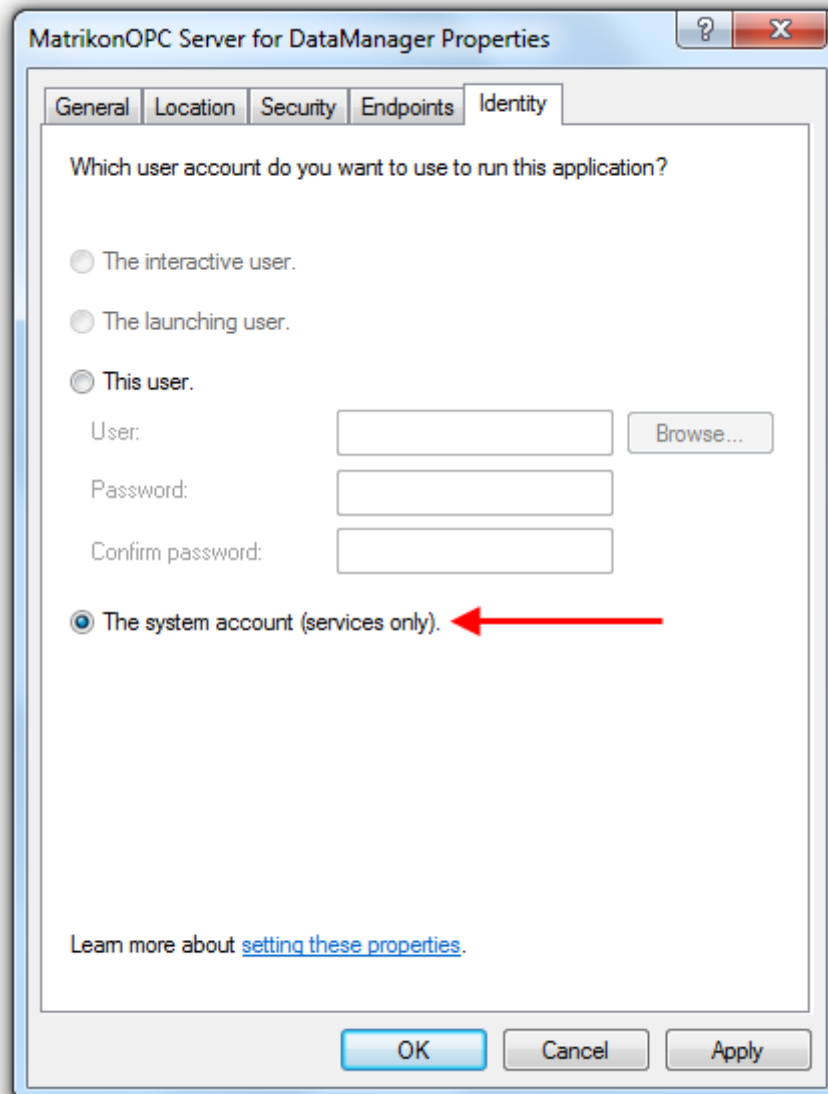 MatrikonOPC Server for DataManager Properties
General Location Security Endpoints Identity
Which user account do you want to use to run this application?
The interactive user.
The launching user.
This user.
User:
Browse...
Password:
Confirm password:
The system account (services only).
Learn more about setting these properties.
OK Cancel Apply